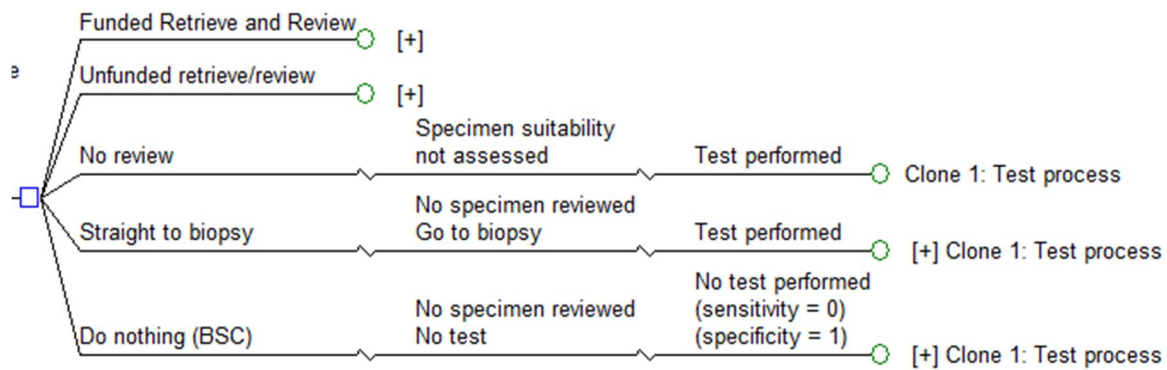 Funded Retrieve and Review
[+]
e
Unfunded retrieve/review
[+]
No review
Specimen suitability
not assessed
Test performed
Clone 1: Test process
Straight to biopsy
No specimen reviewed
Go to biopsy
Test performed
[+] Clone 1: Test process
Do nothing (BSC)
No specimen reviewed
No test
No test performed
(sensitivity = 0)
(specificity = 1)
[+] Clone 1: Test process